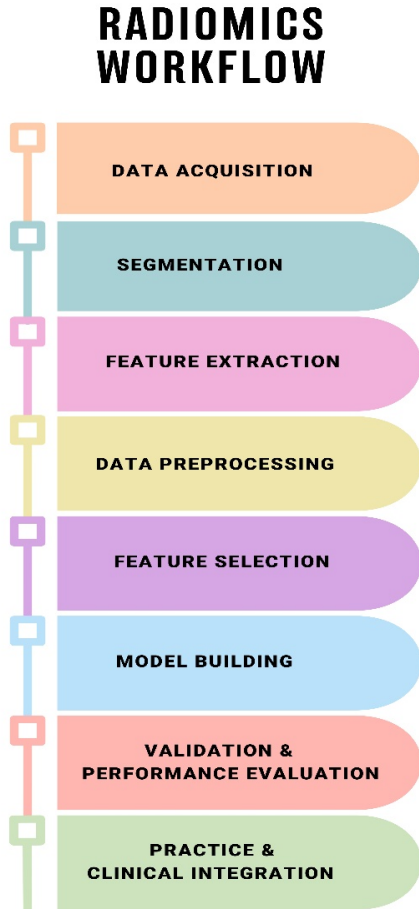 RADIOMICS
WORKFLOW
DATA ACQUISITION
SEGMENTATION
FEATURE EXTRACTION
DATA PREPROCESSING
FEATURE SELECTION
MODEL BUILDING
VALIDATION &
PERFORMANCE EVALUATION
PRACTICE &
CLINICAL INTEGRATION